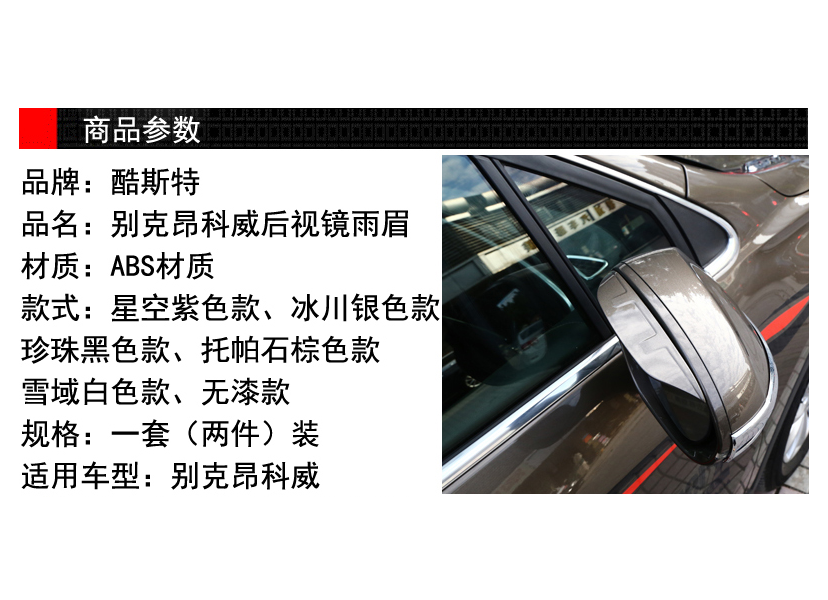 商品参数
品牌：酷斯特
品名：别克昂科威后视镜雨眉
材质：ABS材质
款式：星空紫色款、冰川银色款
珍珠黑色款、托帕石棕色款
雪域白色款、无漆款
规格：一套（两件）装
适用车型：别克昂科威